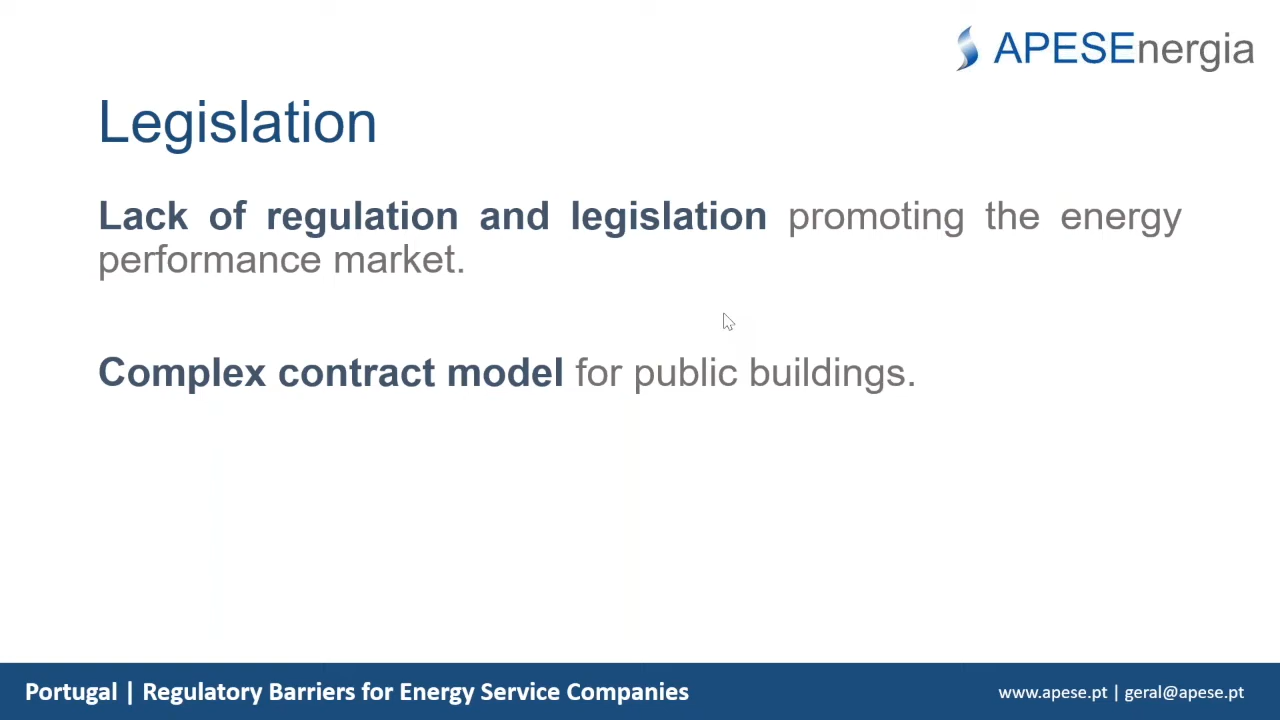 APESEnergia
Legislation
Lack of regulation and legislation promoting the energy
performance market.
Complex contract model for public buildings.
Portugal | Regulatory Barriers for Energy Service Companies
www.apese.pt | geral@apese.pt